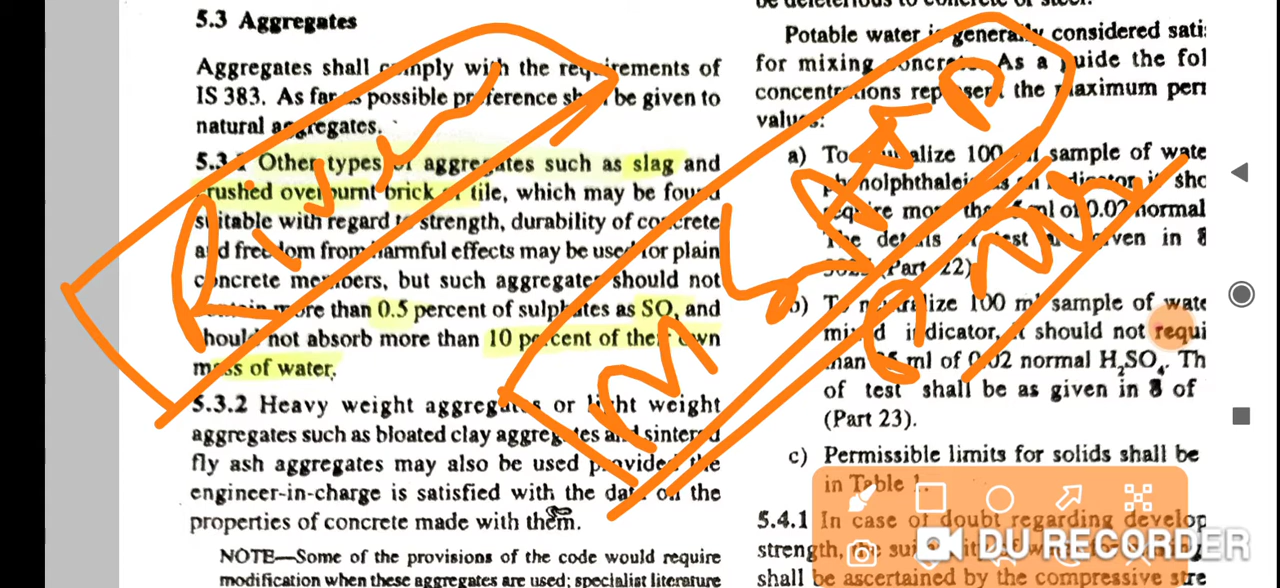 5.3 Aggregates
Aggregates shall comply with the requirements of
IS 383. As far as possible preference shall be given to
natural aggregates.
5.3.1 Other types of aggregates such as slag and
crushed overburnt brick or tile, which may be found
suitable with regard to strength, durability of concrete
and freedom from harmful effects may be used for plain
concrete members, but such aggregates should not
contain more than 0.5 percent of sulphates as SO, and
should not absorb more than 10 percent of their own
mass of water.
5.3.2 Heavy weight aggregates or light weight
aggregates such as bloated clay aggregates and sintered
fly ash aggregates may also be used provided the
engineer-in-charge is satisfied with the data on the
properties of concrete made with them.
NOTE—Some of the provisions of the code would require
modification when these aggregates are used; specialist literature
be deleterious to concrete or steel.
Potable water is generally considered
for mixing concrete. As a guide the
concentrations represent the maximum
values:
a) To neutralize 100 ml sample of
phenolphthalein as an indicator, it
require more than 5 ml of 0.02 normal
The details of test are given in 8
(Part 22)
b) To neutralize 100 ml sample of
mixed indicator, it should not
than 25 ml of 0.02 normal H₂SO₄. The
of test shall be as given in 8 of
(Part 23).
c) Permissible limits for solids shall be
in Table 1.
5.4.1 In case of doubt regarding
strength, the
shall be ascertained by the compressive
River
M SAND
DU RECORDER